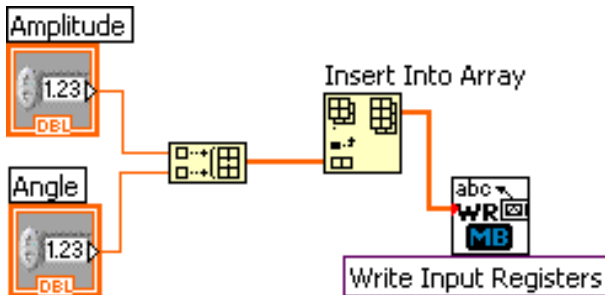 Amplitude
1.23
DBL
Insert Into Array
Angle
1.23
DBL
abc
WR
MB
Write Input Registers